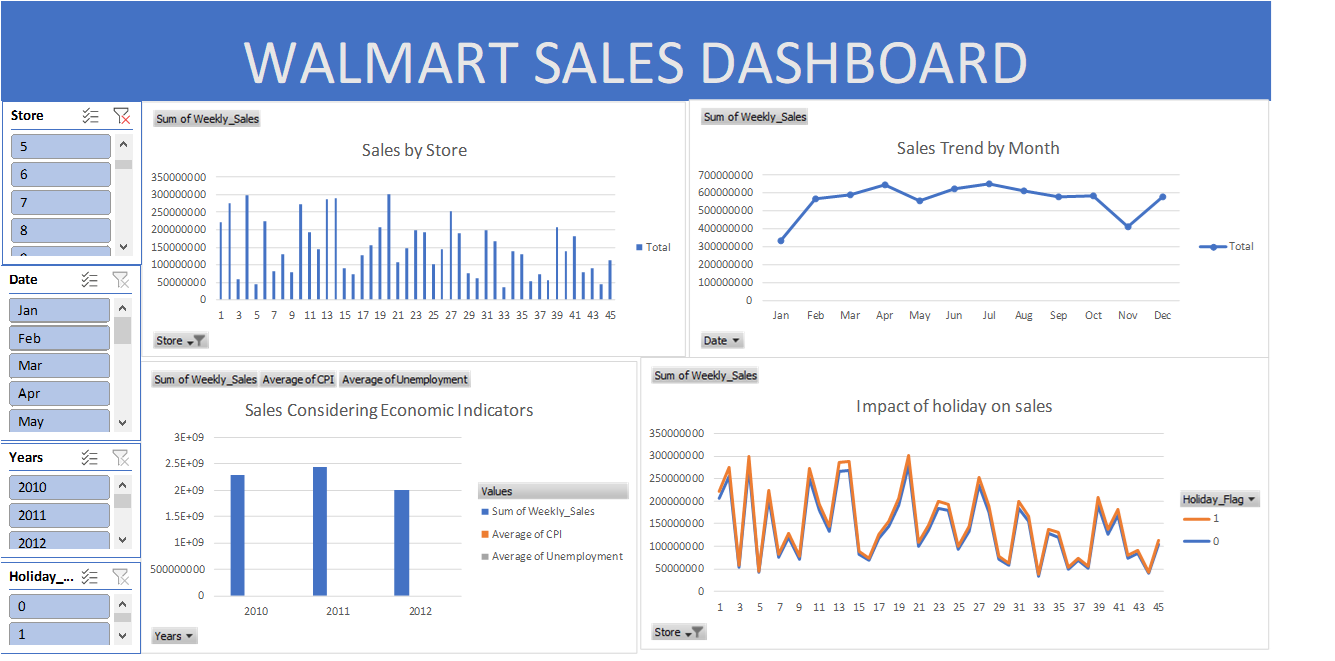 WALMART SALES DASHBOARD
Store
5
6
7
8
Date
Jan
Feb
Mar
Apr
May
Years
2010
2011
2012
Holiday_...
0
1
Sum of Weekly_Sales
Sales by Store
350000000
300000000
250000000
200000000
150000000
100000000
50000000
0
1 3 5 7 9 11 13 15 17 19 21 23 25 27 29 31 33 35 37 39 41 43 45
Total
Store
Sum of Weekly_Sales
Sales Trend by Month
700000000
600000000
500000000
400000000
300000000
200000000
100000000
0
Jan Feb Mar Apr May Jun Jul Aug Sep Oct Nov Dec
Total
Date
Sum of Weekly_Sales Average of CPI Average of Unemployment
Sales Considering Economic Indicators
3E+09
2.5E+09
2E+09
1.5E+09
1E+09
500000000
0
2010 2011 2012
Values
Sum of Weekly_Sales
Average of CPI
Average of Unemployment
Years
Sum of Weekly_Sales
Impact of holiday on sales
350000000
300000000
250000000
200000000
150000000
100000000
50000000
0
1 3 5 7 9 11 13 15 17 19 21 23 25 27 29 31 33 35 37 39 41 43 45
Holiday_Flag
1
0
Store